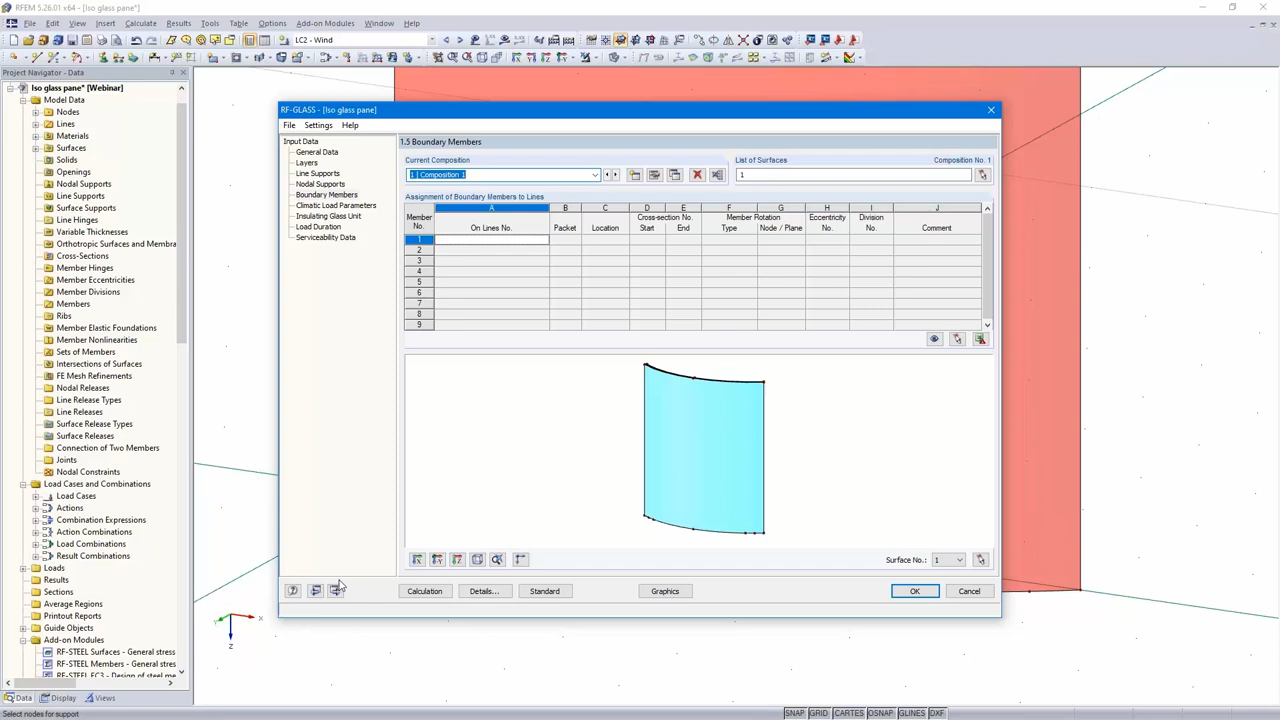 RFEM 5.26.01 x64 - [Iso glass pane*]
File Edit View Insert Calculate Results Tools Table Options Add-on Modules Window Help
LC2 - Wind
Project Navigator - Data
Iso glass pane* [Webinar]
Model Data
Nodes
Lines
Materials
Surfaces
Solids
Openings
Nodal Supports
Line Supports
Surface Supports
Line Hinges
Variable Thicknesses
Orthotropic Surfaces and Membra
Cross-Sections
Member Hinges
Member Eccentricities
Member Divisions
Members
Ribs
Member Elastic Foundations
Member Nonlinearities
Sets of Members
Intersections of Surfaces
FE Mesh Refinements
Nodal Releases
Line Release Types
Line Releases
Surface Release Types
Surface Releases
Connection of Two Members
Joints
Nodal Constraints
Load Cases and Combinations
Load Cases
Actions
Combination Expressions
Action Combinations
Load Combinations
Result Combinations
Loads
Results
Sections
Average Regions
Printout Reports
Guide Objects
Add-on Modules
RF-STEEL Surfaces - General stress
RF-STEEL Members - General stres
RF-STEEL EC3 - Design of steel me
Data Display Views
Select nodes for support
RF-GLASS - [Iso glass pane]
File Settings Help
Input Data
General Data
Layers
Line Supports
Nodal Supports
Boundary Members
Climatic Load Parameters
Insulating Glass Unit
Load Duration
Serviceability Data
1.5 Boundary Members
Current Composition List of Surfaces Composition No. 1
1 | Composition 1 1
Assignment of Boundary Members to Lines
A B C D E F G H I J
Member Cross-section No. Member Rotation Eccentricity Division
No. On Lines No. Packet Location Start End Type Node / Plane No. No. Comment
1
2
3
4
5
6
7
8
9
Surface No.: 1
Calculation Details... Standard Graphics OK Cancel
X
Y
Z
SNAP GRID CARTES OSNAP GLINES DXF